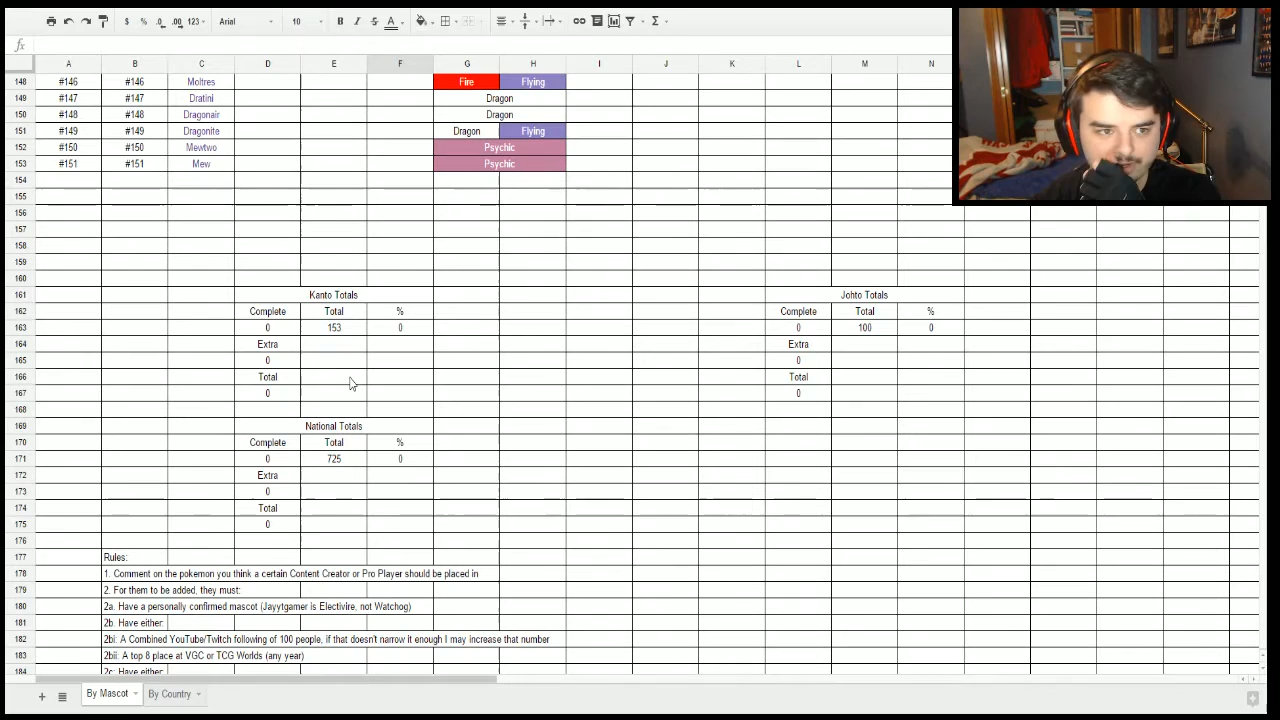 $ % .0 .00 123 Arial 10 B I S A Σ
fx
A B C D E F G H I J K L M N
148 #146 #146 Moltres Fire Flying
149 #147 #147 Dratini Dragon
150 #148 #148 Dragonair Dragon
151 #149 #149 Dragonite Dragon Flying
152 #150 #150 Mewtwo Psychic
153 #151 #151 Mew Psychic
154
155
156
157
158
159
160
161 Kanto Totals Johto Totals
162 Complete Total % Complete Total %
163 0 153 0 0 100 0
164 Extra Extra
165 0 0
166 Total Total
167 0 0
168
169 National Totals
170 Complete Total %
171 0 725 0
172 Extra
173 0
174 Total
175 0
176
177 Rules:
178 1. Comment on the pokemon you think a certain Content Creator or Pro Player should be placed in
179 2. For them to be added, they must:
180 2a. Have a personally confirmed mascot (Jayytgamer is Electivire, not Watchog)
181 2b. Have either:
182 2bi: A Combined YouTube/Twitch following of 100 people, if that doesn't narrow it enough I may increase that number
183 2bii: A top 8 place at VGC or TCG Worlds (any year)
184 2c: Have either:
+ By Mascot By Country